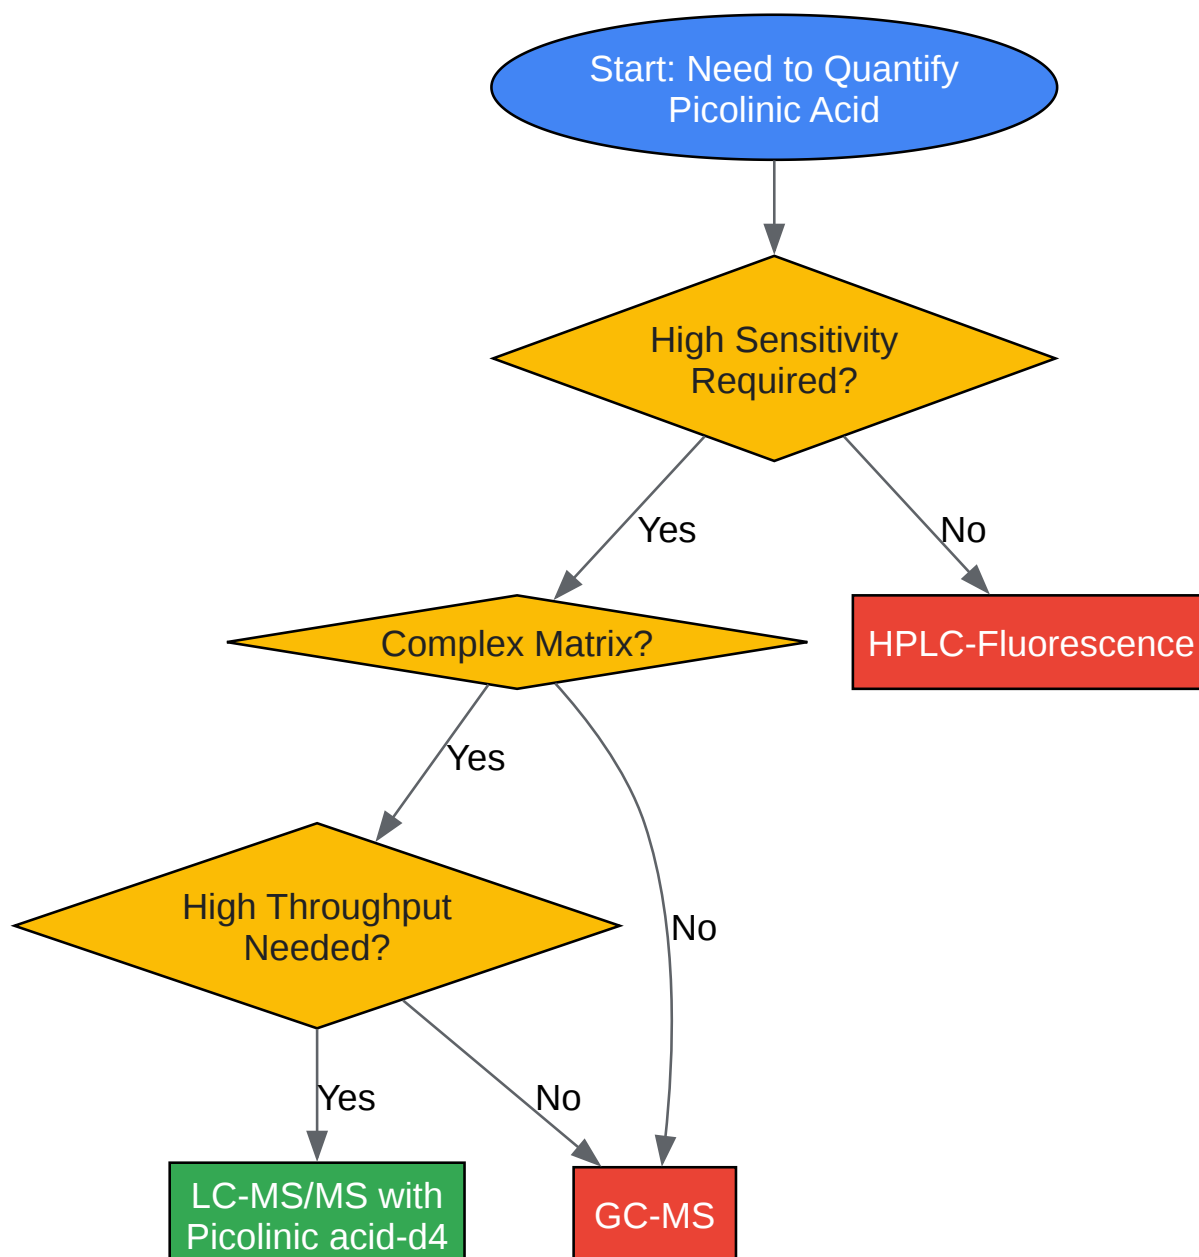 Start: Need to Quantify
Picolinic Acid
High Sensitivity
Required?
Yes
No
Complex Matrix?
HPLC-Fluorescence
Yes
High Throughput
Needed?
No
Yes
No
LC-MS/MS with
Picolinic acid-d4
GC-MS